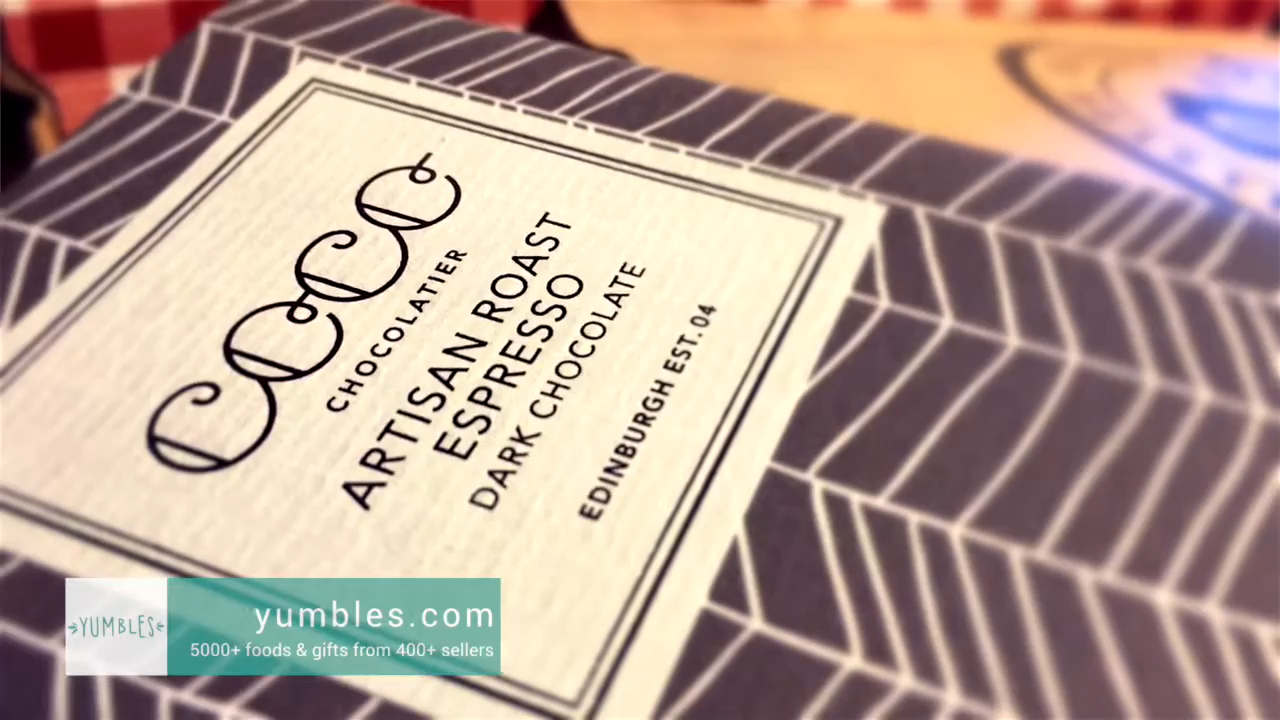 COCO
CHOCOLATIER
ARTISAN ROAST
ESPRESSO
DARK CHOCOLATE
EDINBURGH EST. 04
YUMBLES
yumbles.com
5000+ foods & gifts from 400+ sellers